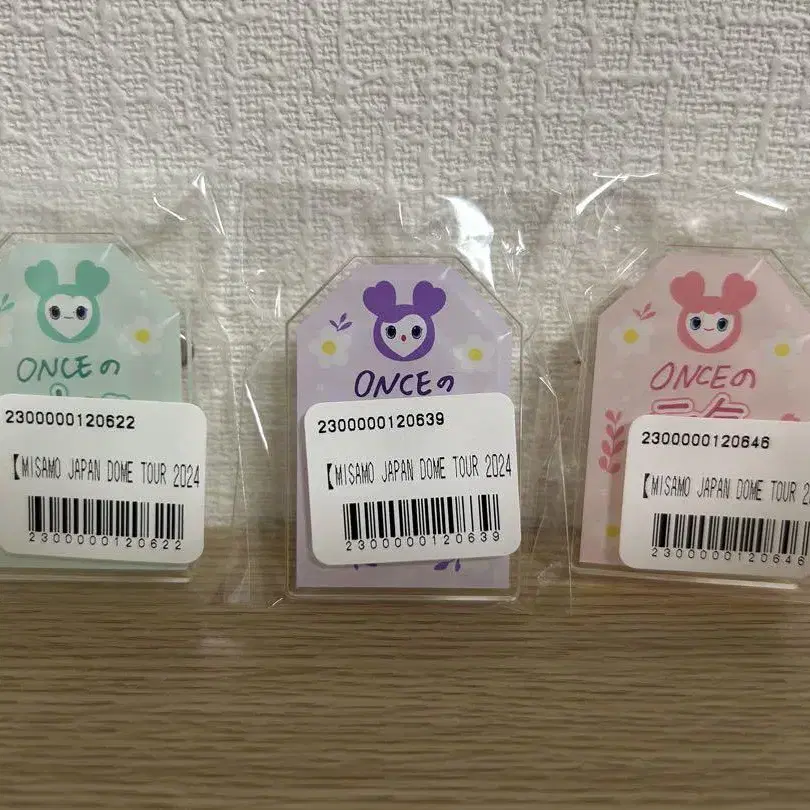 ONCEの
2300000120622
【MISAMO JAPAN DOME TOUR 2024
2300000120622
ONCEの
2300000120639
【MISAMO JAPAN DOME TOUR 2024
2300000120639
ONCEの
2300000120646
【MISAMO JAPAN DOME TOUR 2
2300000120646